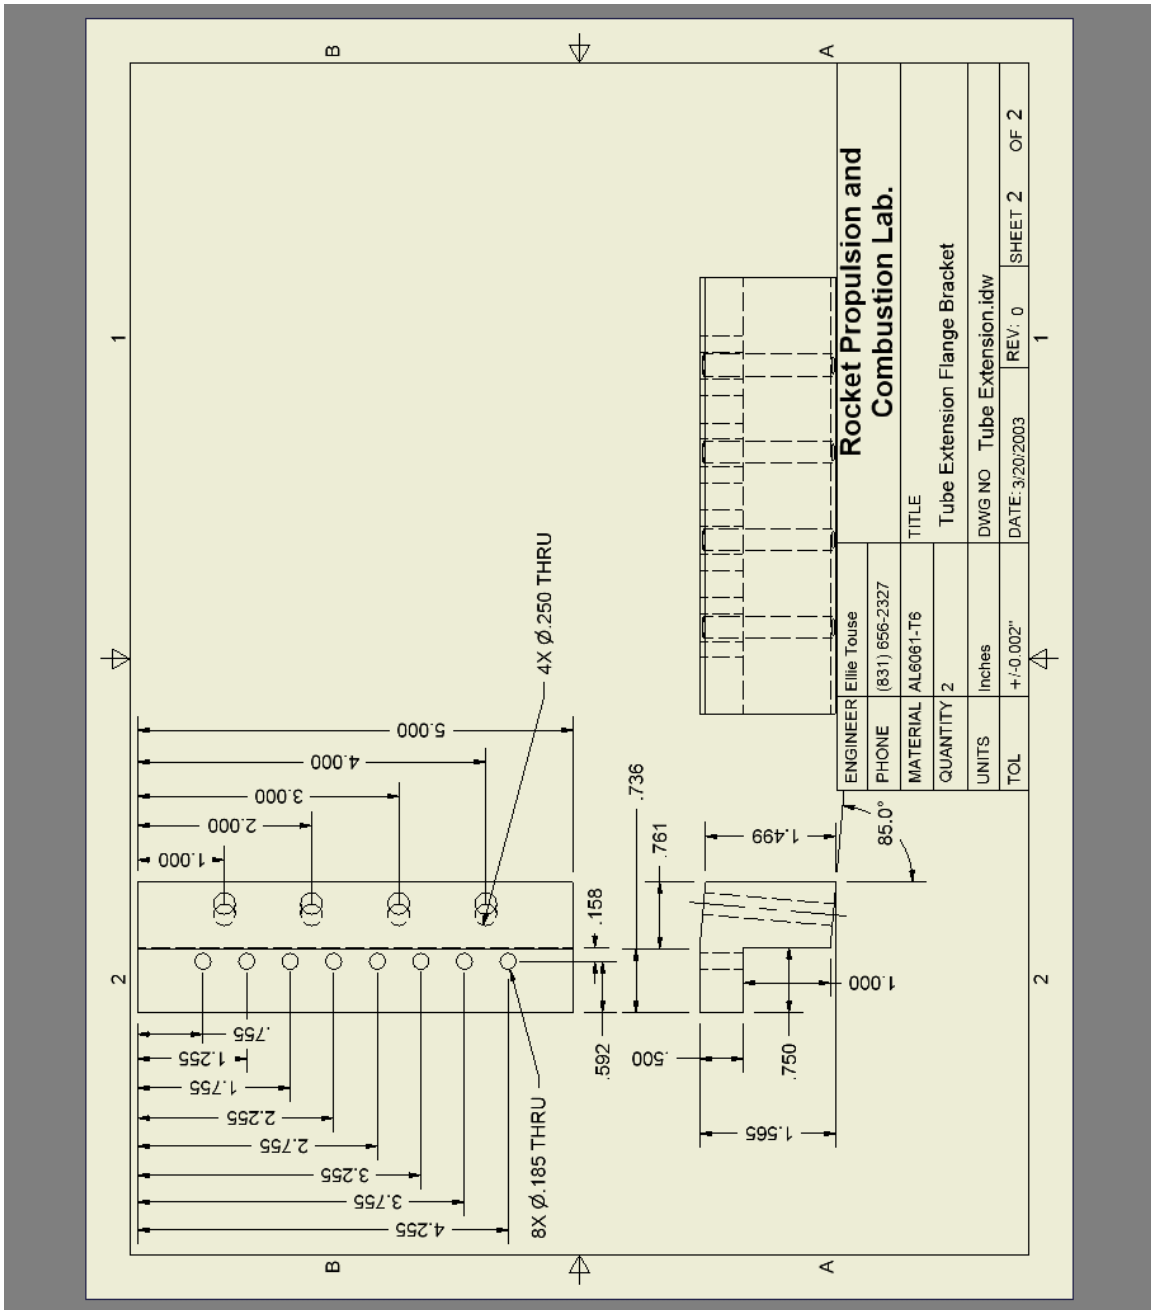 B
A
1
1
2
2
B
A
1.000
2.000
3.000
4.000
5.000
4X Ø.250 THRU
.755
1.255
1.755
2.255
2.755
3.255
3.755
4.255
8X Ø.185 THRU
.592
.158
.736
.761
1.499
85.0°
.500
.750
1.000
1.565
ENGINEER Ellie Touse
PHONE (831) 656-2327
MATERIAL AL6061-T6
QUANTITY 2
UNITS Inches
TOL +/-0.002"
Rocket Propulsion and
Combustion Lab.
TITLE
Tube Extension Flange Bracket
DWG NO Tube Extension.idw
DATE: 3/20/2003
REV: 0
SHEET 2 OF 2